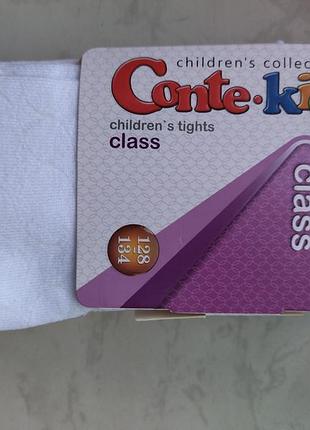 children's collec
Conte·ki
children`s tights
class
class
128
134